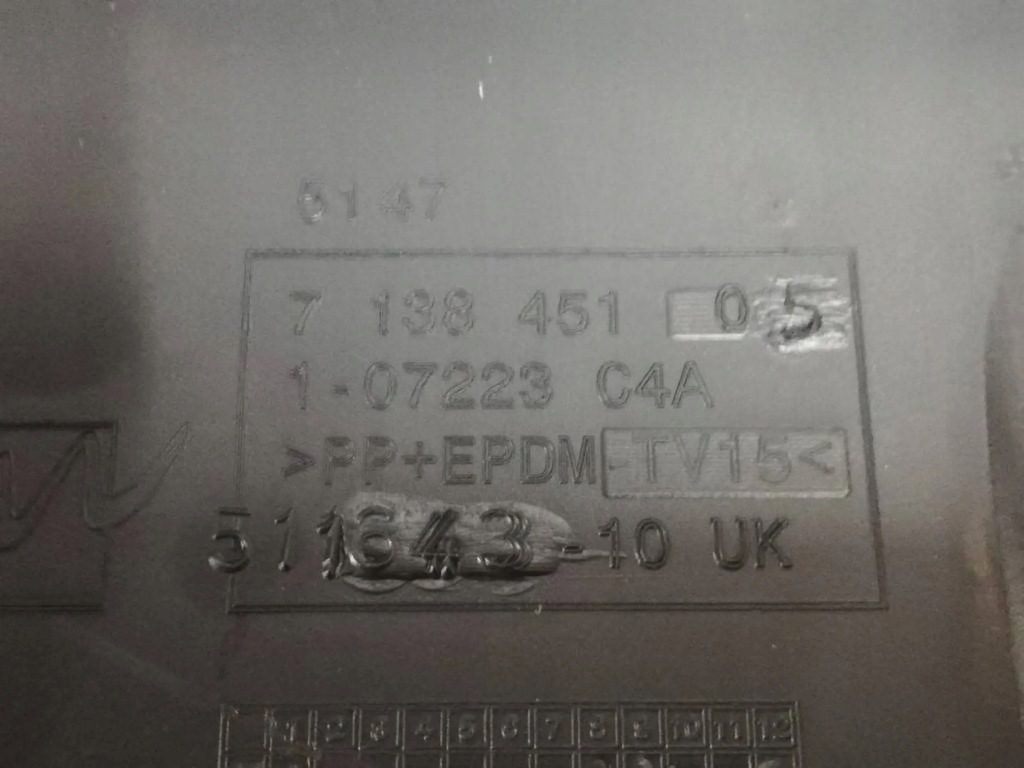 5147
7 138 451 05
1-07223 C4A
>PP+EPDM-TV15<
511643-10 UK
1 2 3 4 5 6 7 8 9 10 11 12